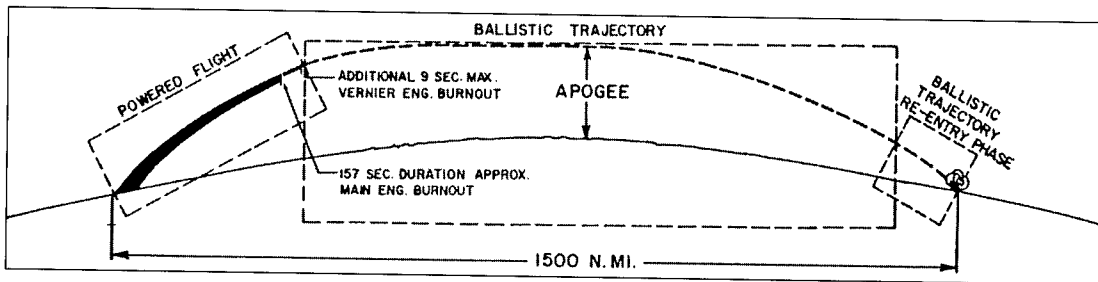 BALLISTIC TRAJECTORY
POWERED FLIGHT
ADDITIONAL 9 SEC. MAX.
VERNIER ENG. BURNOUT
APOGEE
BALLISTIC
TRAJECTORY
RE-ENTRY PHASE
157 SEC. DURATION APPROX.
MAIN ENG. BURNOUT
1500 N. MI.